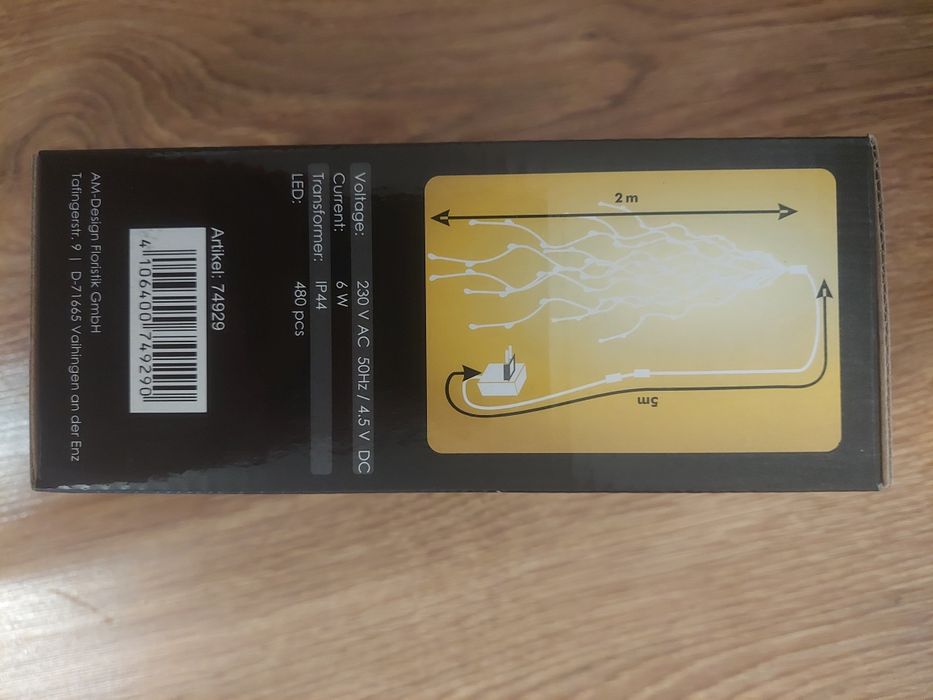 2 m
5m
Voltage: 230 V AC 50Hz / 4.5 V DC
Current: 6 W
Transformer: IP44
LED: 480 pcs
Artikel: 74929
4 106400 749290
AM-Design Floristik GmbH
Tafingerstr. 9 | D-71665 Vaihingen an der Enz